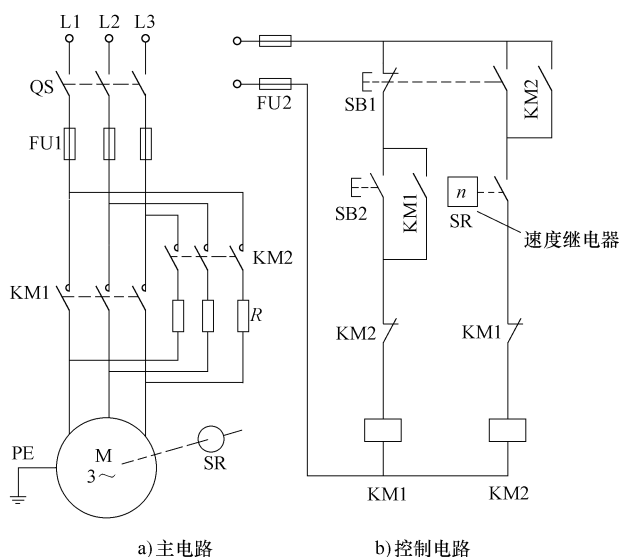 L1 L2 L3
QS
FU1
KM2
KM1
R
PE
M
3～
SR
a)主电路
FU2
SB1
KM2
SB2
KM1
n
SR
速度继电器
KM2
KM1
KM1
KM2
b)控制电路